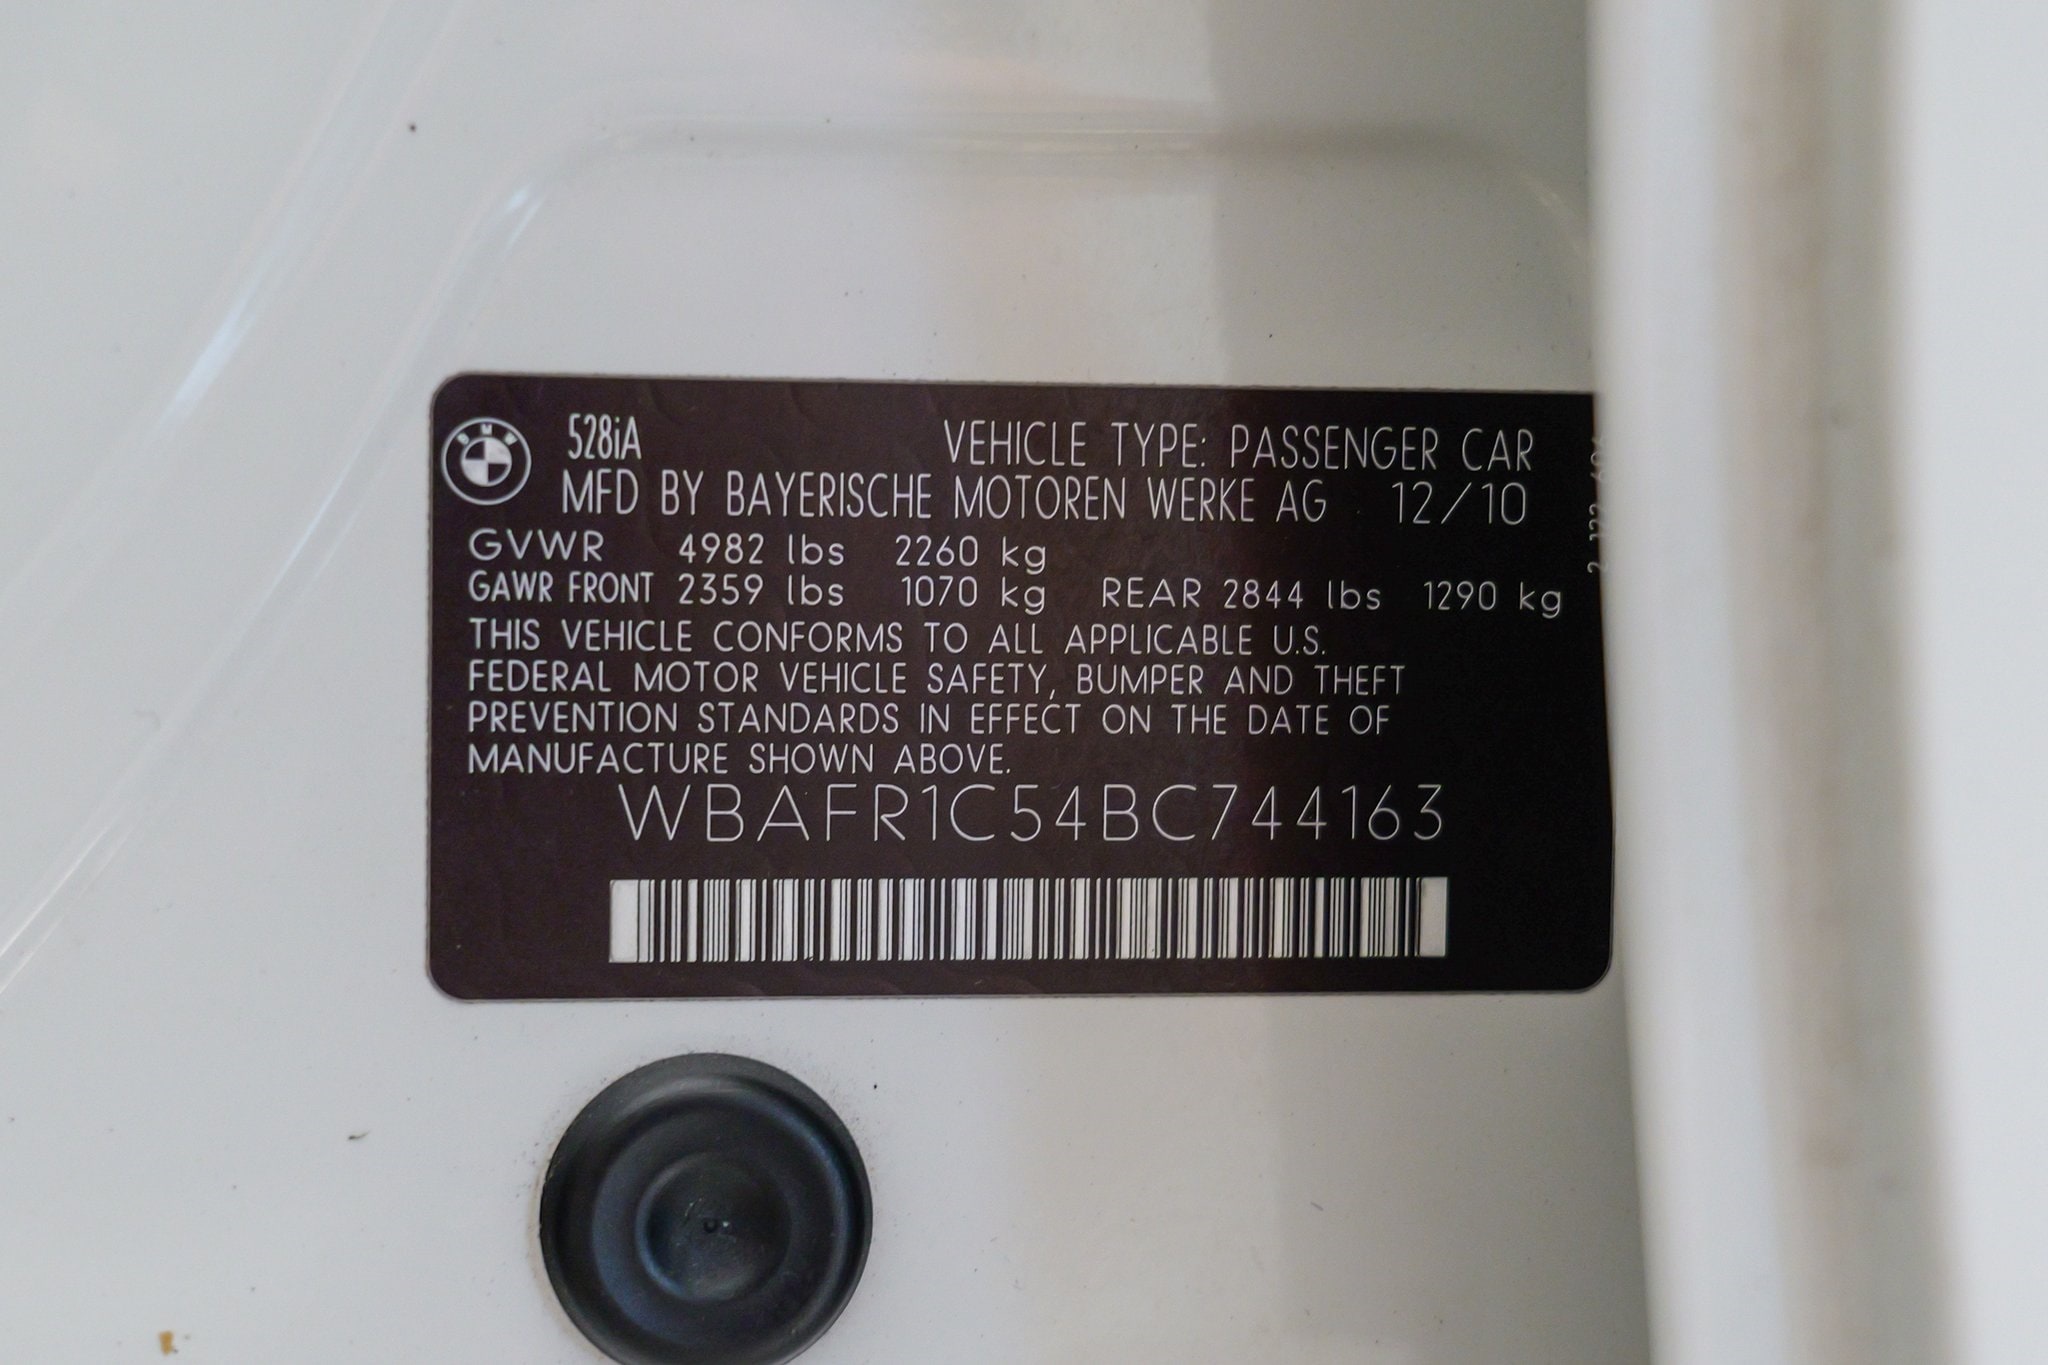 BMW
528iA VEHICLE TYPE: PASSENGER CAR
MFD BY BAYERISCHE MOTOREN WERKE AG 12/10
GVWR 4982 lbs 2260 kg
GAWR FRONT 2359 lbs 1070 kg REAR 2844 lbs 1290 kg
THIS VEHICLE CONFORMS TO ALL APPLICABLE U.S.
FEDERAL MOTOR VEHICLE SAFETY, BUMPER AND THEFT
PREVENTION STANDARDS IN EFFECT ON THE DATE OF
MANUFACTURE SHOWN ABOVE.
WBAFR1C54BC744163